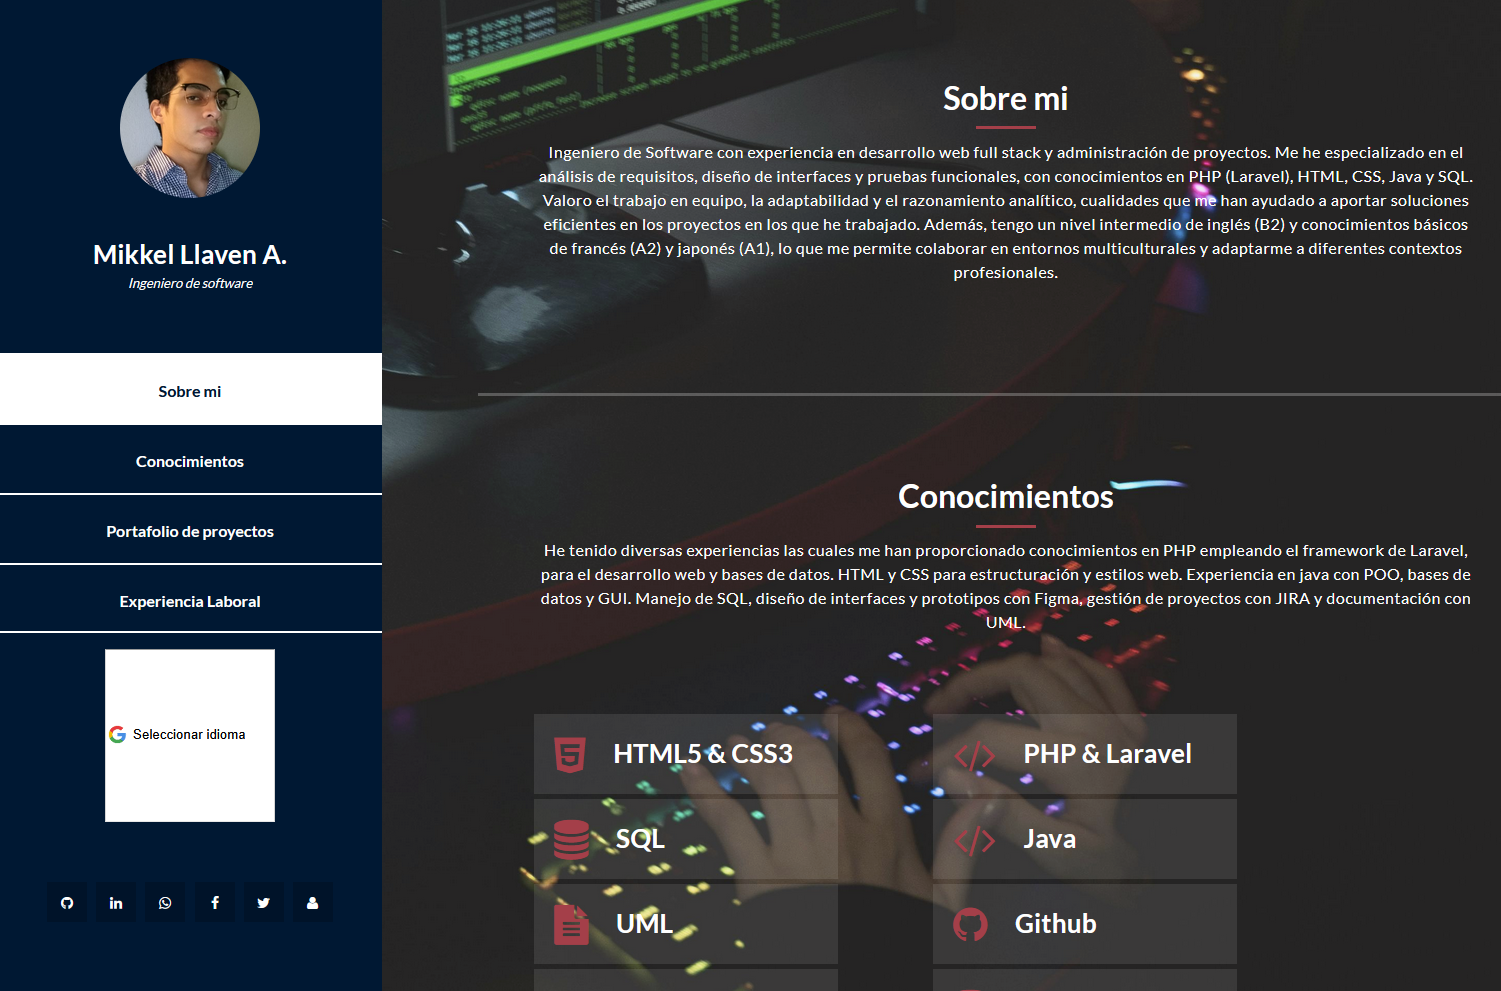 Mikkel Llaven A.
Ingeniero de software
Sobre mi
Conocimientos
Portafolio de proyectos
Experiencia Laboral
Seleccionar idioma
Sobre mi
Ingeniero de Software con experiencia en desarrollo web full stack y administración de proyectos. Me he especializado en el
análisis de requisitos, diseño de interfaces y pruebas funcionales, con conocimientos en PHP (Laravel), HTML, CSS, Java y SQL.
Valoro el trabajo en equipo, la adaptabilidad y el razonamiento analítico, cualidades que me han ayudado a aportar soluciones
eficientes en los proyectos en los que he trabajado. Además, tengo un nivel intermedio de inglés (B2) y conocimientos básicos
de francés (A2) y japonés (A1), lo que me permite colaborar en entornos multiculturales y adaptarme a diferentes contextos
profesionales.
Conocimientos
He tenido diversas experiencias las cuales me han proporcionado conocimientos en PHP empleando el framework de Laravel,
para el desarrollo web y bases de datos. HTML y CSS para estructuración y estilos web. Experiencia en java con POO, bases de
datos y GUI. Manejo de SQL, diseño de interfaces y prototipos con Figma, gestión de proyectos con JIRA y documentación con
UML.
HTML5 & CSS3
PHP & Laravel
SQL
Java
UML
Github